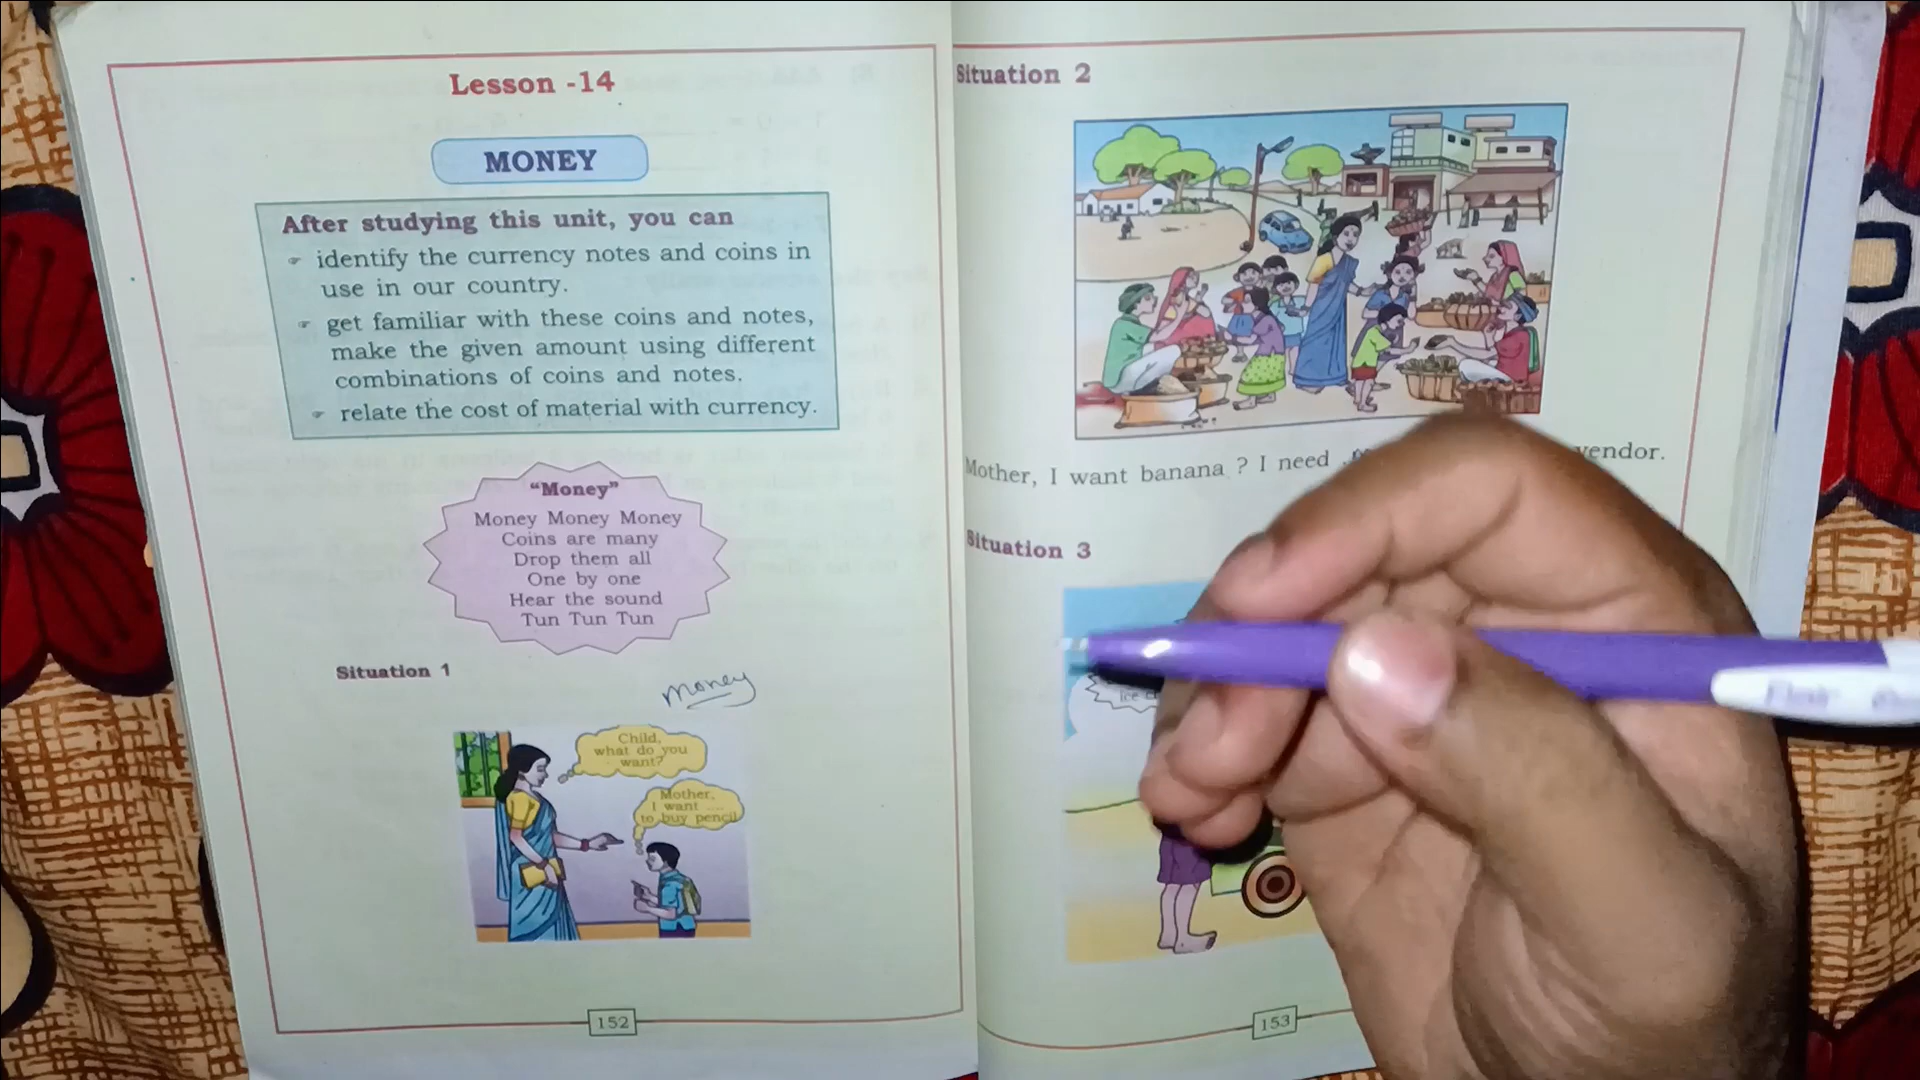 Lesson -14
MONEY
After studying this unit, you can
identify the currency notes and coins in
use in our country.
get familiar with these coins and notes,
make the given amount using different
combinations of coins and notes.
relate the cost of material with currency.
"Money"
Money Money Money
Coins are many
Drop them all
One by one
Hear the sound
Tun Tun Tun
Situation 1
Money
Child,
what do you
want?
Mother,
I want ....
to buy pencil
152
Situation 2
Mother, I want banana ? I need
vendor.
Situation 3
ice
153